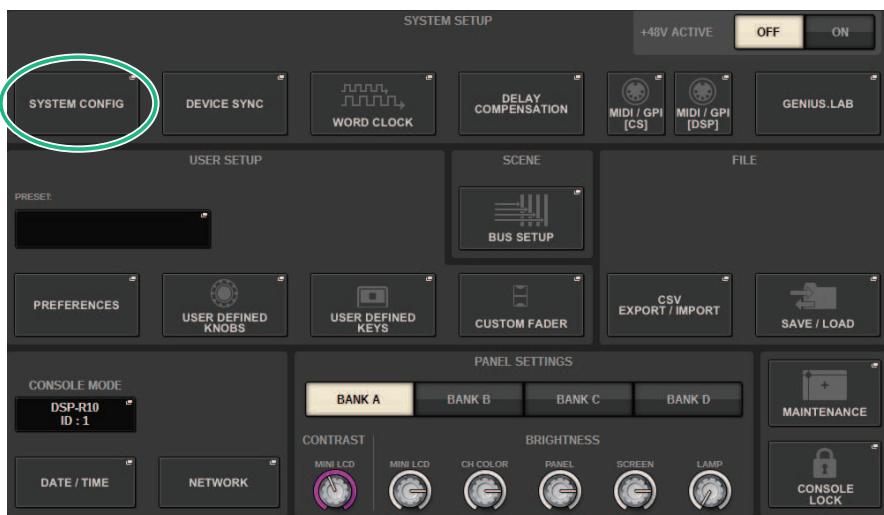 SYSTEM SETUP
+48V ACTIVE
OFF
ON
SYSTEM CONFIG
DEVICE SYNC
WORD CLOCK
DELAY
COMPENSATION
MIDI / GPI
[CS]
MIDI / GPI
[DSP]
GENIUS.LAB
USER SETUP
SCENE
FILE
PRESET:
BUS SETUP
PREFERENCES
USER DEFINED
KNOBS
USER DEFINED
KEYS
CUSTOM FADER
CSV
EXPORT / IMPORT
SAVE / LOAD
CONSOLE MODE
DSP-R10
ID : 1
PANEL SETTINGS
BANK A
BANK B
BANK C
BANK D
MAINTENANCE
CONTRAST
BRIGHTNESS
MINI LCD
MINI LCD
CH COLOR
PANEL
SCREEN
LAMP
DATE / TIME
NETWORK
CONSOLE
LOCK